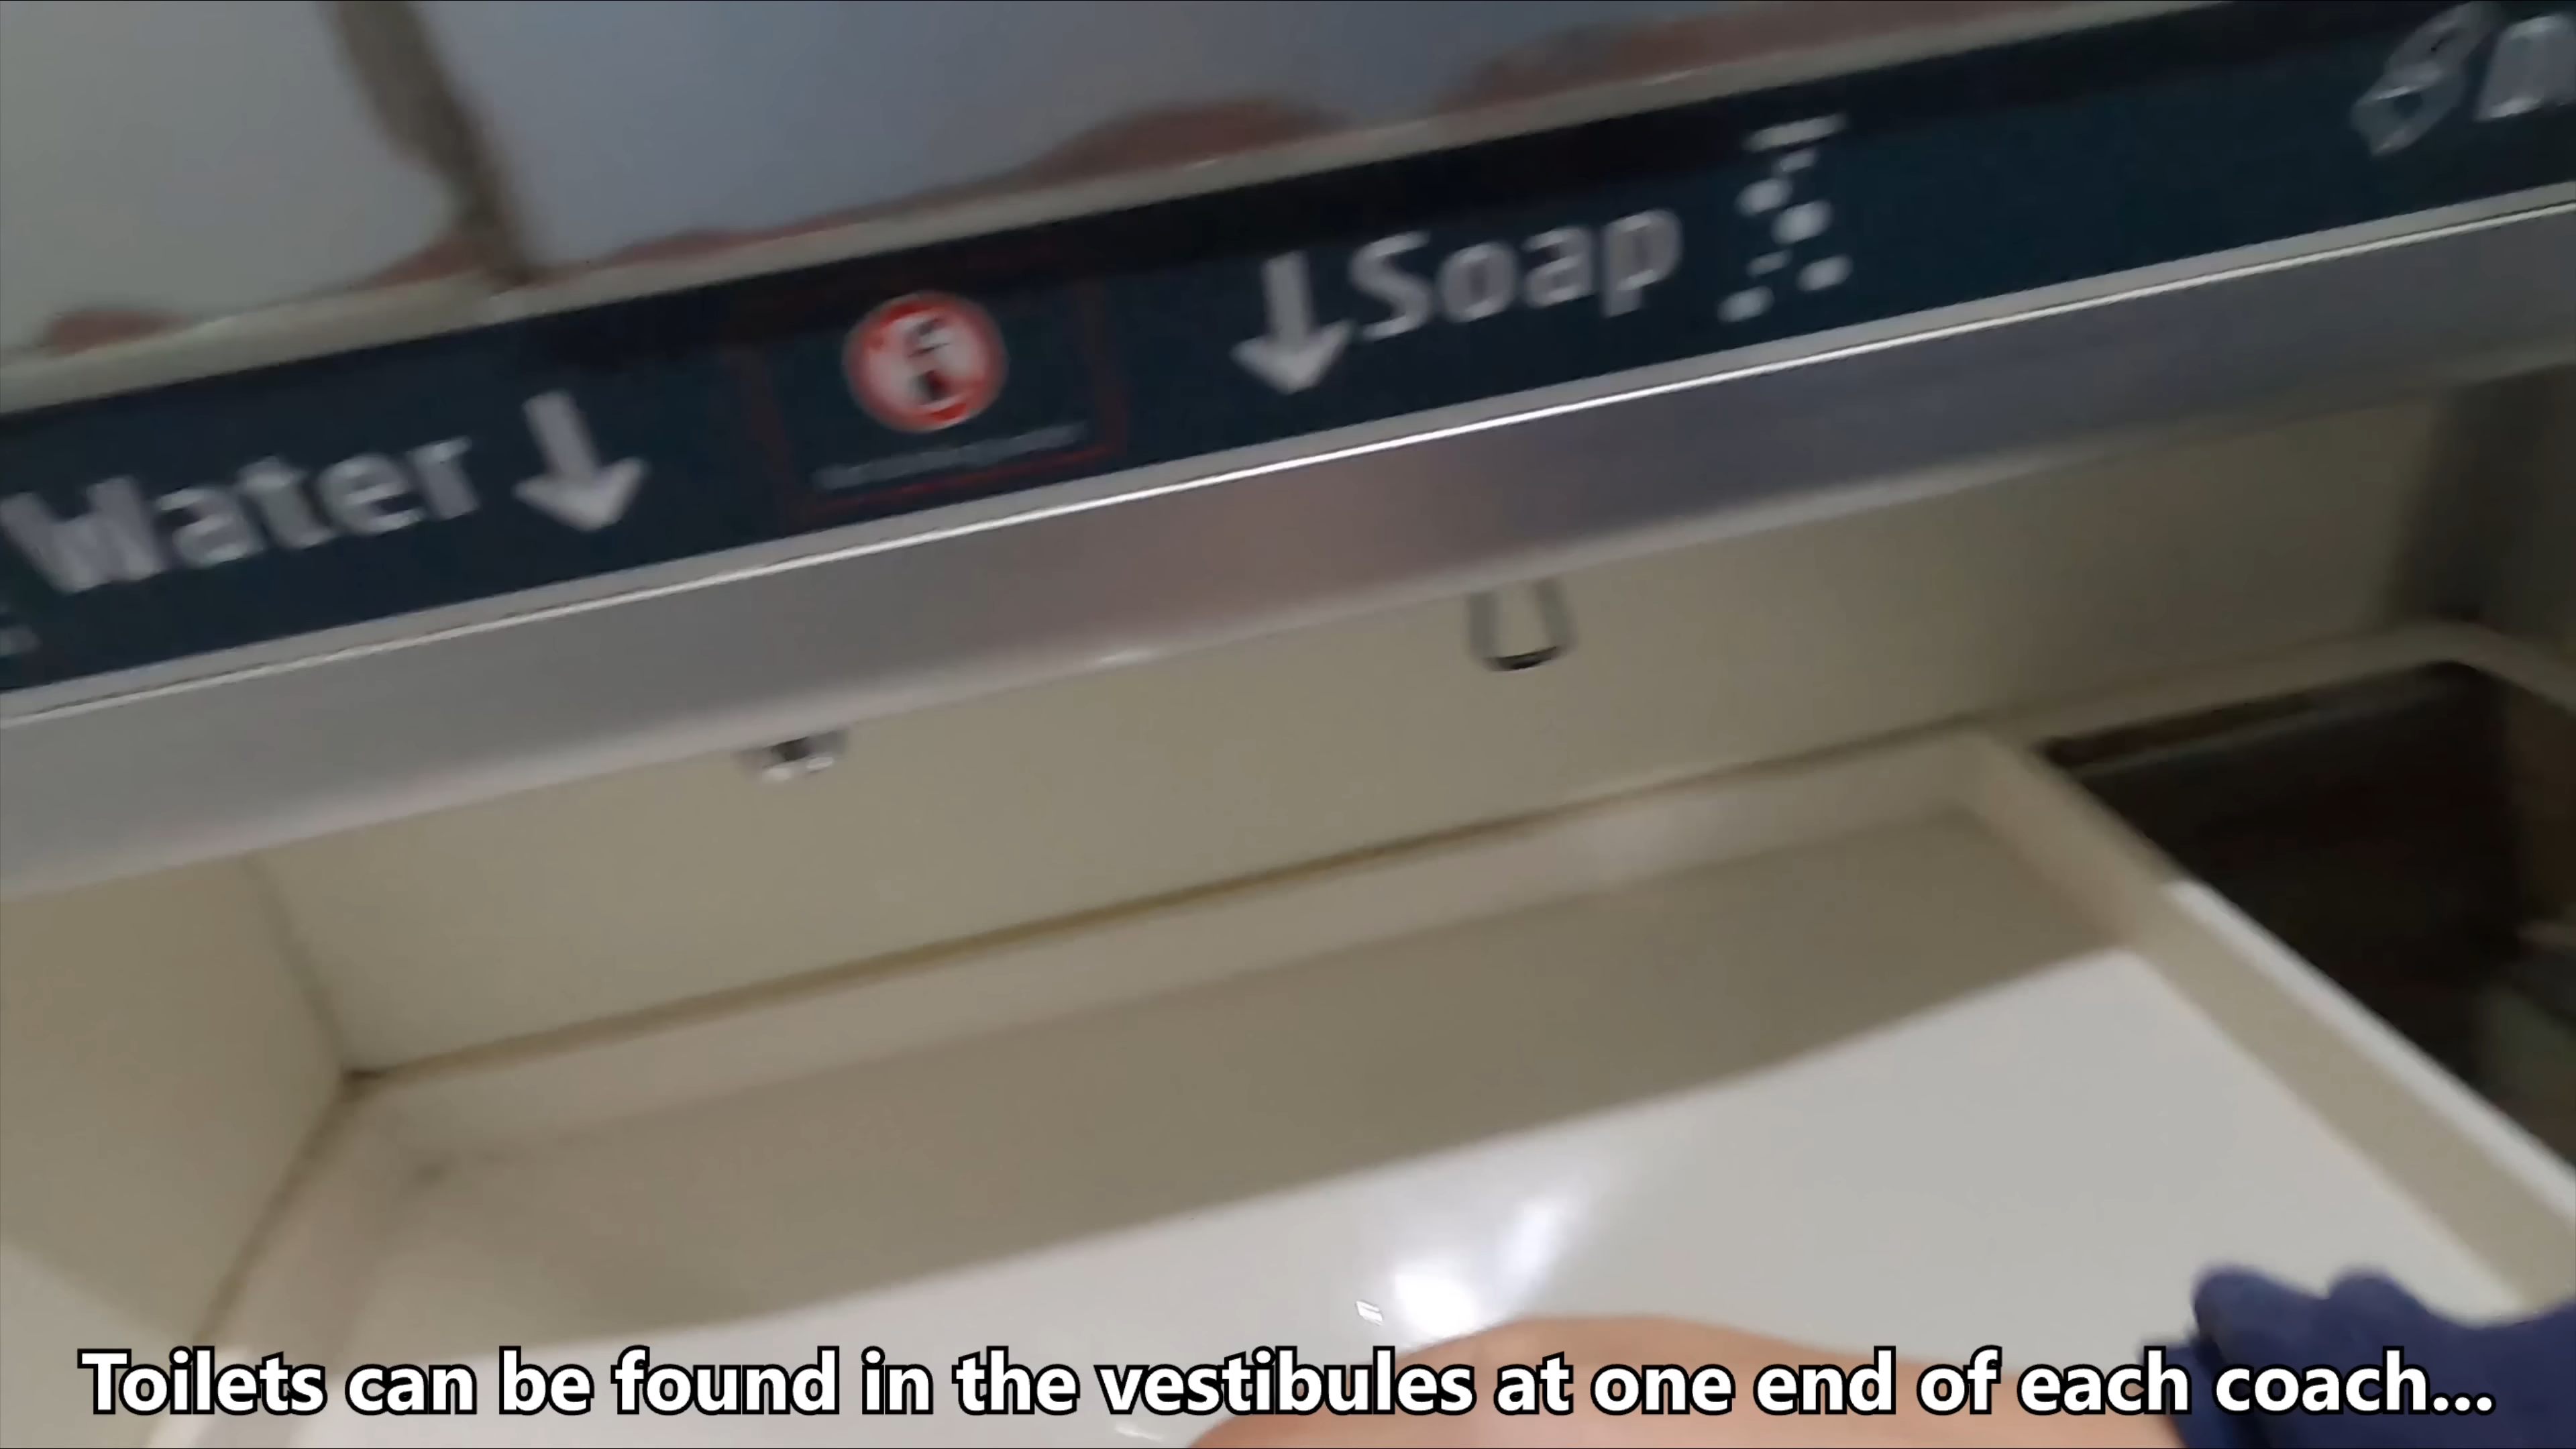 Water
Soap
Toilets can be found in the vestibules at one end of each coach...